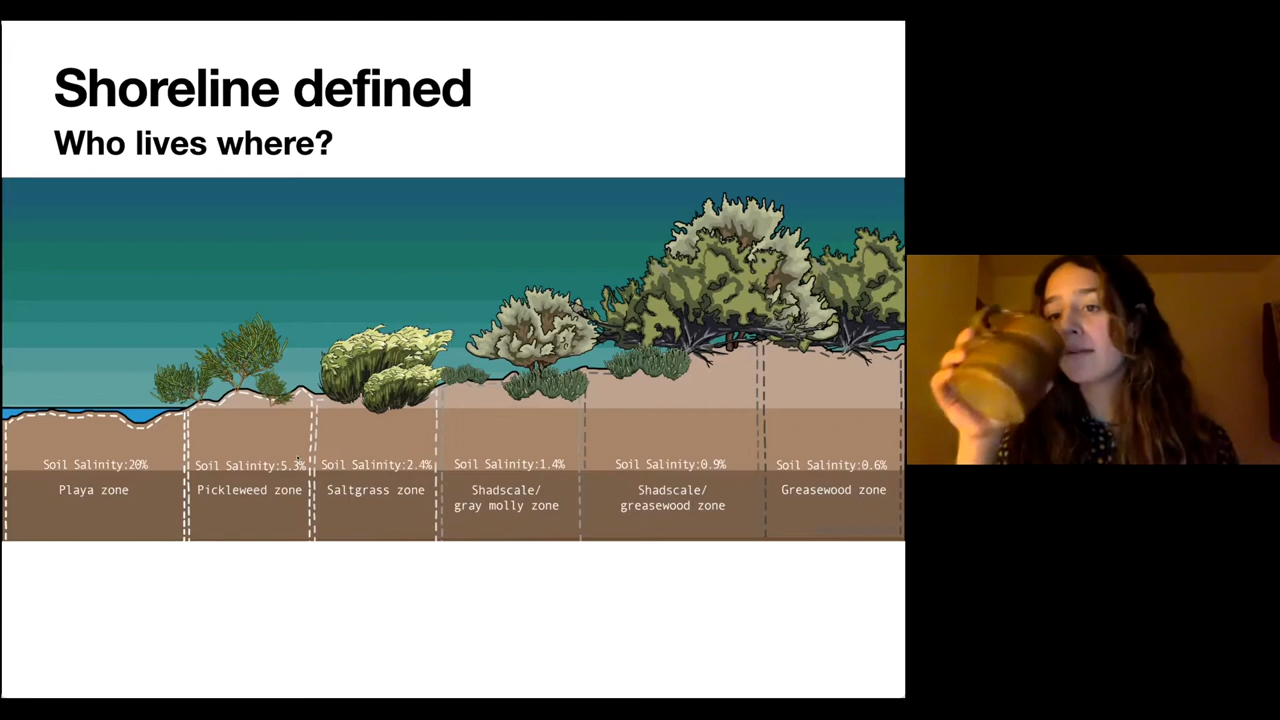 Shoreline defined
Who lives where?
Soil Salinity:20%
Playa zone
Soil Salinity:5.3%
Pickleweed zone
Soil Salinity:2.4%
Saltgrass zone
Soil Salinity:1.4%
Shadscale/
gray molly zone
Soil Salinity:0.9%
Shadscale/
greasewood zone
Soil Salinity:0.6%
Greasewood zone